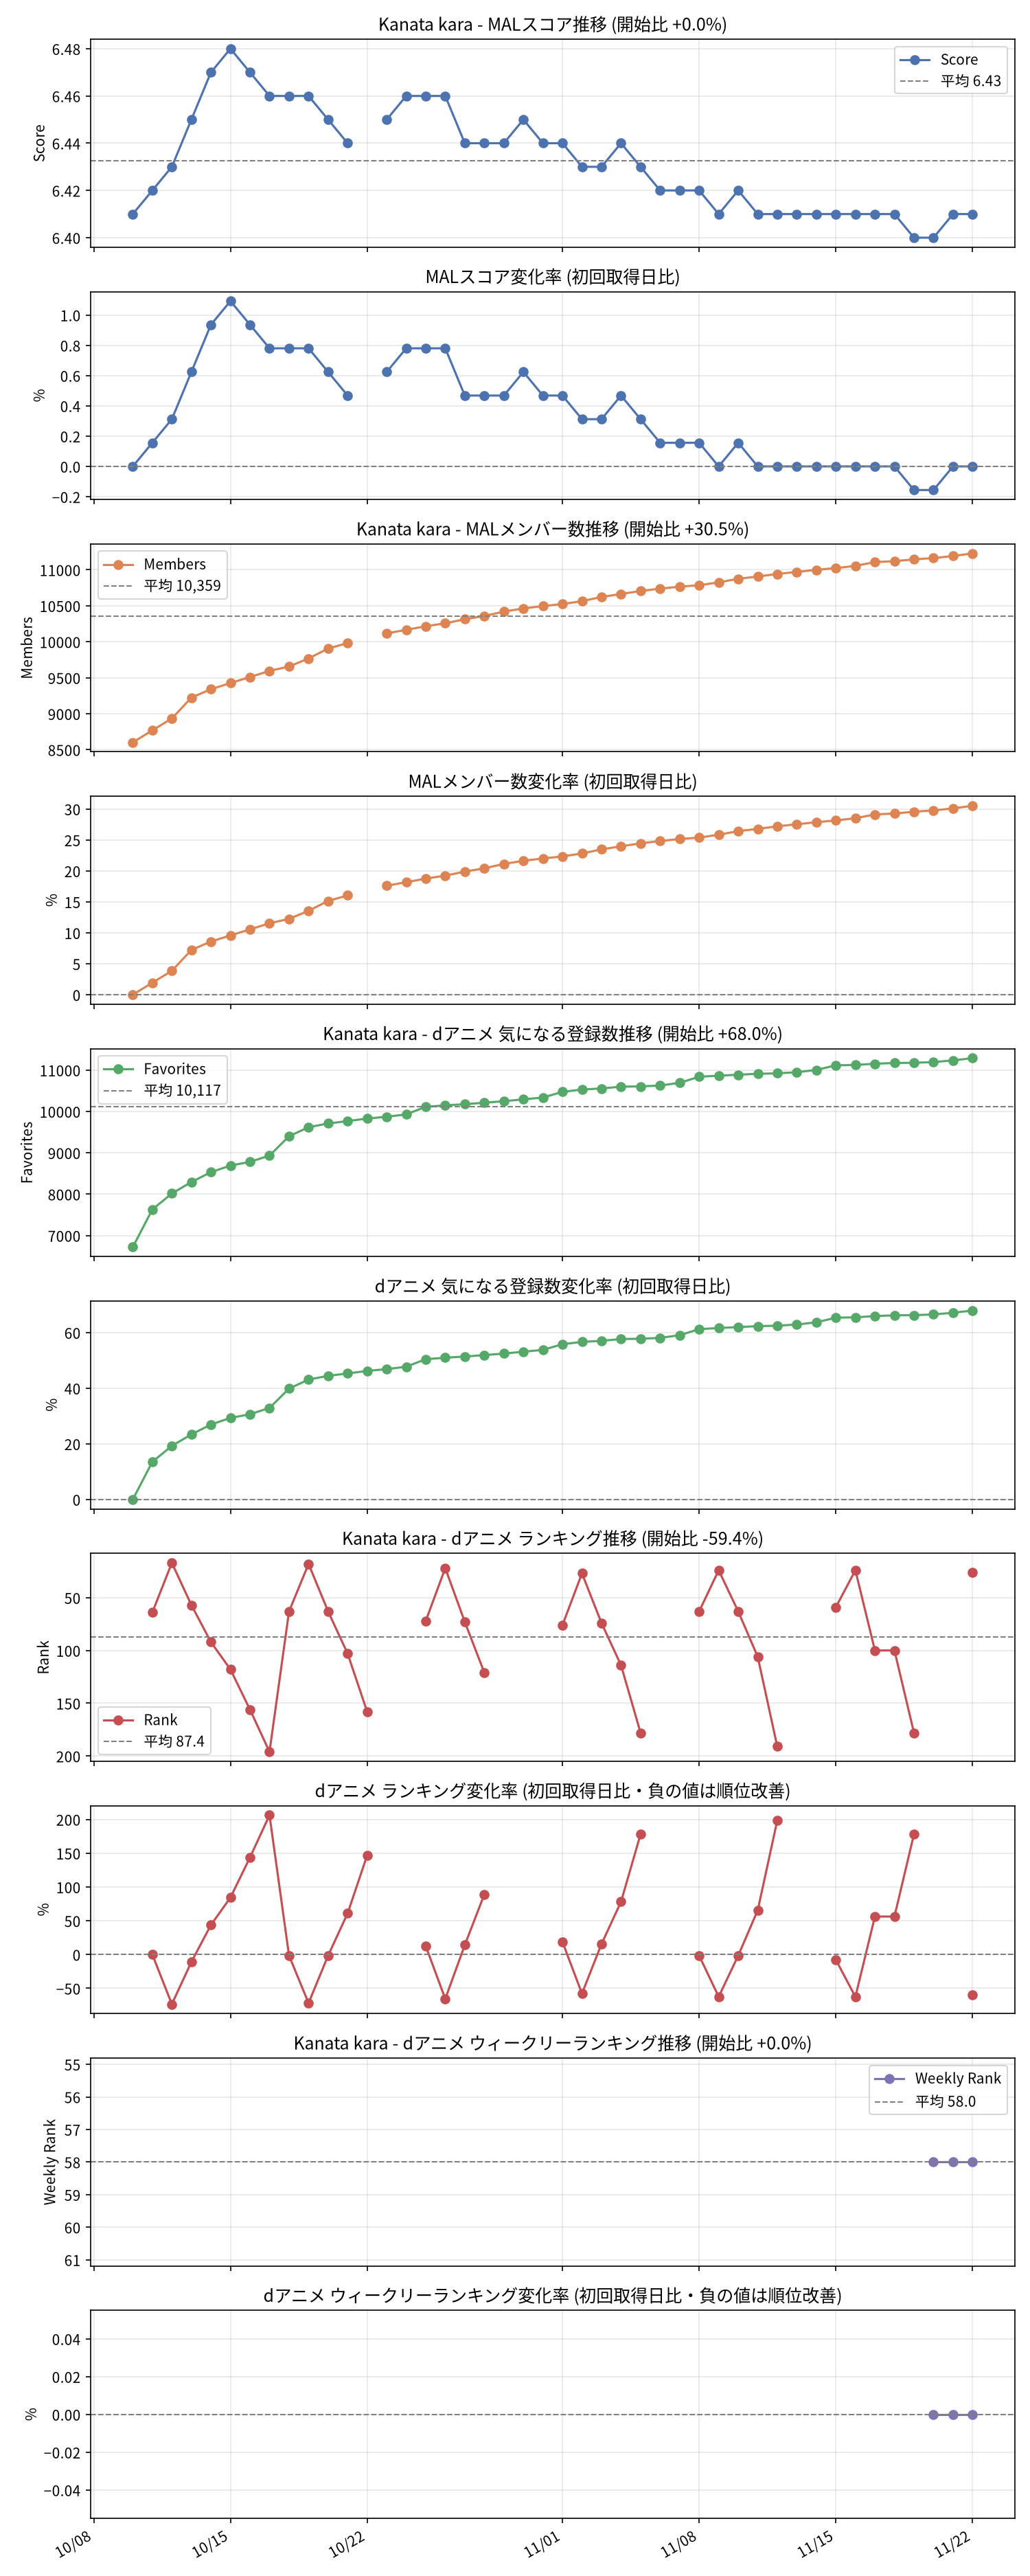 Kanata kara - MALスコア推移 (開始比 +0.0%)
Score
6.48
6.46
6.44
6.42
6.40
Score
平均 6.43
MALスコア変化率 (初回取得日比)
%
1.0
0.8
0.6
0.4
0.2
0.0
−0.2
Kanata kara - MALメンバー数推移 (開始比 +30.5%)
Members
11000
10500
10000
9500
9000
8500
Members
平均 10,359
MALメンバー数変化率 (初回取得日比)
%
30
25
20
15
10
5
0
Kanata kara - dアニメ 気になる登録数推移 (開始比 +68.0%)
Favorites
11000
10000
9000
8000
7000
Favorites
平均 10,117
dアニメ 気になる登録数変化率 (初回取得日比)
%
60
40
20
0
Kanata kara - dアニメ ランキング推移 (開始比 -59.4%)
Rank
50
100
150
200
Rank
平均 87.4
dアニメ ランキング変化率 (初回取得日比・負の値は順位改善)
%
200
150
100
50
0
−50
Kanata kara - dアニメ ウィークリーランキング推移 (開始比 +0.0%)
Weekly Rank
55
56
57
58
59
60
61
Weekly Rank
平均 58.0
dアニメ ウィークリーランキング変化率 (初回取得日比・負の値は順位改善)
%
0.04
0.02
0.00
−0.02
−0.04
10/08
10/15
10/22
11/01
11/08
11/15
11/22